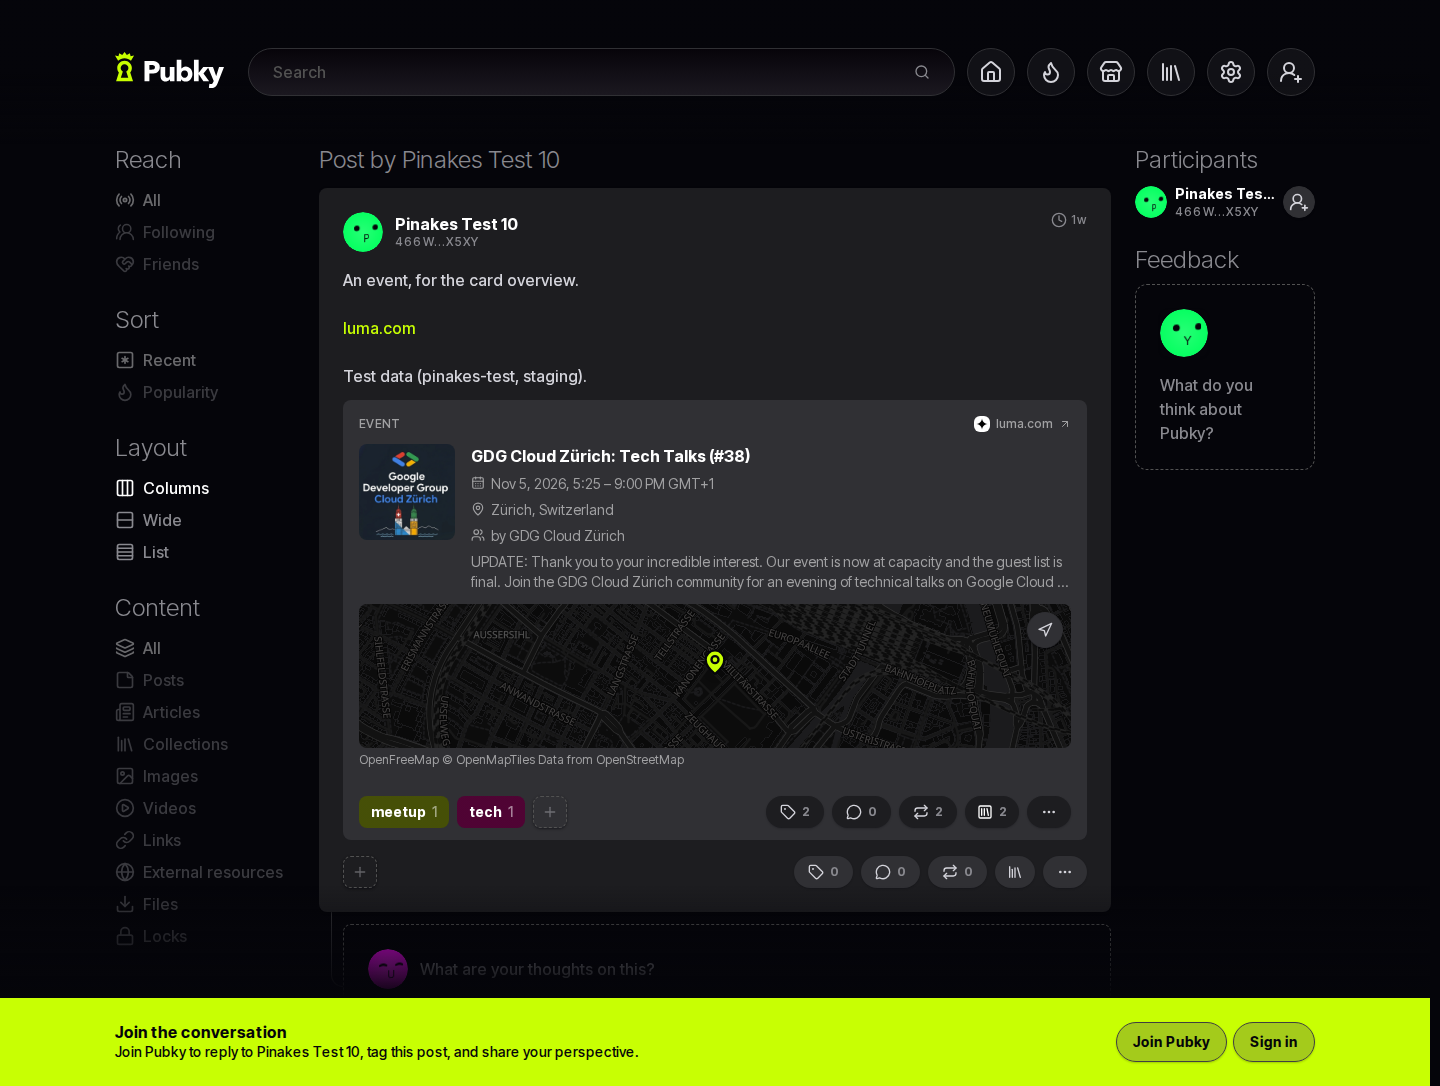 Pubky
Search
Reach
All
Following
Friends
Sort
Recent
Popularity
Layout
Columns
Wide
List
Content
All
Posts
Articles
Collections
Images
Videos
Links
External resources
Files
Locks
Post by Pinakes Test 10
Pinakes Test 10
466W...X5XY
1w
An event, for the card overview.
luma.com
Test data (pinakes-test, staging).
EVENT
luma.com
Google
Developer Group
Cloud Zürich
GDG Cloud Zürich: Tech Talks (#38)
Nov 5, 2026, 5:25 – 9:00 PM GMT+1
Zürich, Switzerland
by GDG Cloud Zürich
UPDATE: Thank you to your incredible interest. Our event is now at capacity and the guest list is
final. Join the GDG Cloud Zürich community for an evening of technical talks on Google Cloud ...
SIHLFELDSTRASSE
AUSSERSIHL
ANWANDSTRASSE
LANGSTRASSE
TELLSTRASSE
MILITÄRSTRASSE
EUROPAALLEE
STADTTUNNEL
BAHNHOFPLATZ
BAHNHOFQUAI
OpenFreeMap © OpenMapTiles Data from OpenStreetMap
meetup 1
tech 1
2
0
2
2
0
0
0
What are your thoughts on this?
Participants
Pinakes Tes...
466W...X5XY
Feedback
What do you
think about
Pubky?
Join the conversation
Join Pubky to reply to Pinakes Test 10, tag this post, and share your perspective.
Join Pubky
Sign in